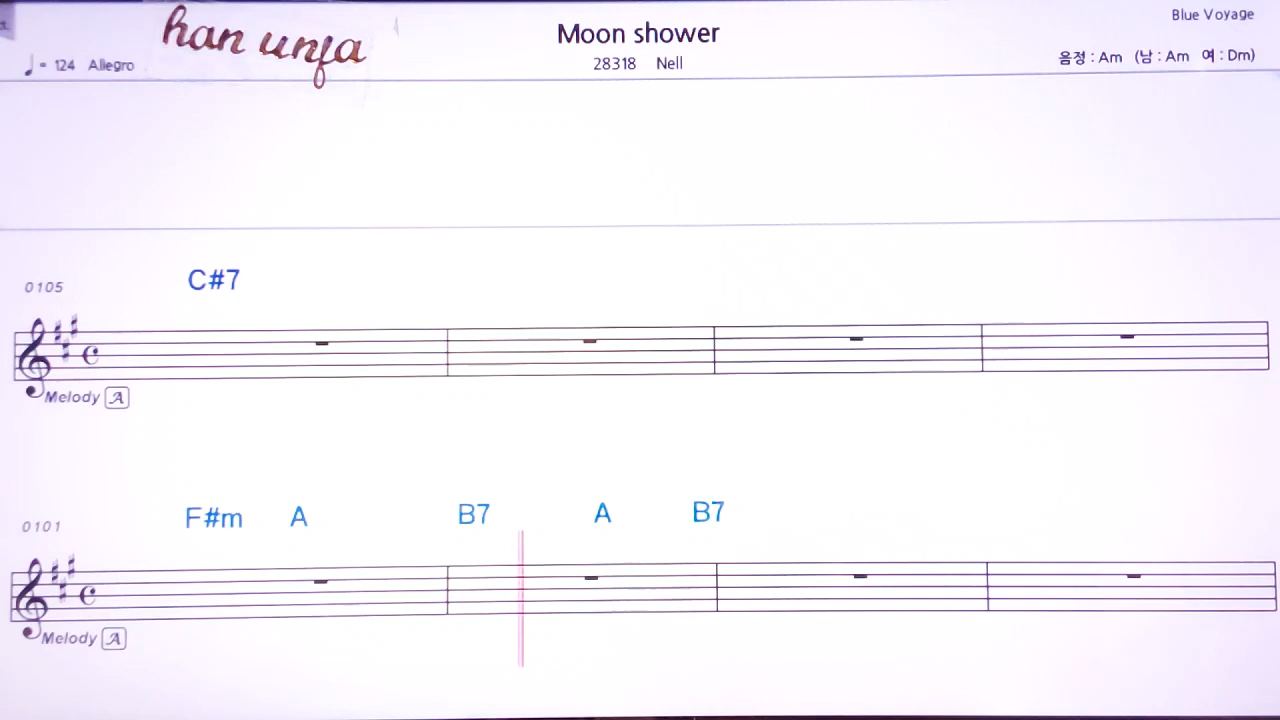 han unfa
Moon shower
Blue Voyage
♩ = 124 Allegro
28318 Nell
음정 : Am (남 : Am 여 : Dm)
0105
C#7
Melody A
0101
F#m A B7 A B7
Melody A